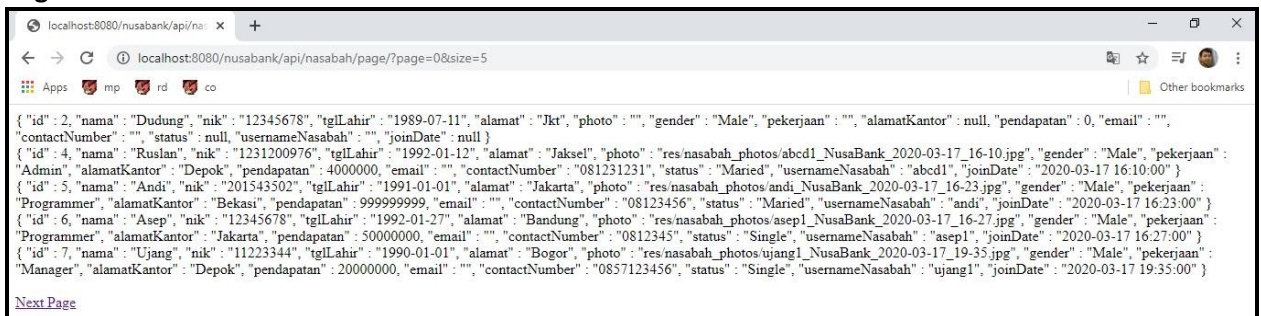 localhost:8080/nusabank/api/nas
localhost:8080/nusabank/api/nasabah/page/?page=0&size=5
Apps mp rd co Other bookmarks
{ "id" : 2, "nama" : "Dudung", "nik" : "12345678", "tglLahir" : "1989-07-11", "alamat" : "Jkt", "photo" : "", "gender" : "Male", "pekerjaan" : "", "alamatKantor" : null, "pendapatan" : 0, "email" : "",
"contactNumber" : "", "status" : null, "usernameNasabah" : "", "joinDate" : null }
{ "id" : 4, "nama" : "Ruslan", "nik" : "1231200976", "tglLahir" : "1992-01-12", "alamat" : "Jaksel", "photo" : "res/nasabah_photos/abcd1_NusaBank_2020-03-17_16-10.jpg", "gender" : "Male", "pekerjaan" :
"Admin", "alamatKantor" : "Depok", "pendapatan" : 4000000, "email" : "", "contactNumber" : "081231231", "status" : "Maried", "usernameNasabah" : "abcd1", "joinDate" : "2020-03-17 16:10:00" }
{ "id" : 5, "nama" : "Andi", "nik" : "201543502", "tglLahir" : "1991-01-01", "alamat" : "Jakarta", "photo" : "res/nasabah_photos/andi_NusaBank_2020-03-17_16-23.jpg", "gender" : "Male", "pekerjaan" :
"Programmer", "alamatKantor" : "Bekasi", "pendapatan" : 999999999, "email" : "", "contactNumber" : "08123456", "status" : "Maried", "usernameNasabah" : "andi", "joinDate" : "2020-03-17 16:23:00" }
{ "id" : 6, "nama" : "Asep", "nik" : "12345678", "tglLahir" : "1992-01-27", "alamat" : "Bandung", "photo" : "res/nasabah_photos/asep1_NusaBank_2020-03-17_16-27.jpg", "gender" : "Male", "pekerjaan" :
"Programmer", "alamatKantor" : "Jakarta", "pendapatan" : 50000000, "email" : "", "contactNumber" : "0812345", "status" : "Single", "usernameNasabah" : "asep1", "joinDate" : "2020-03-17 16:27:00" }
{ "id" : 7, "nama" : "Ujang", "nik" : "11223344", "tglLahir" : "1990-01-01", "alamat" : "Bogor", "photo" : "res/nasabah_photos/ujang1_NusaBank_2020-03-17_19-35.jpg", "gender" : "Male", "pekerjaan" :
"Manager", "alamatKantor" : "Depok", "pendapatan" : 20000000, "email" : "", "contactNumber" : "0857123456", "status" : "Single", "usernameNasabah" : "ujang1", "joinDate" : "2020-03-17 19:35:00" }
Next Page